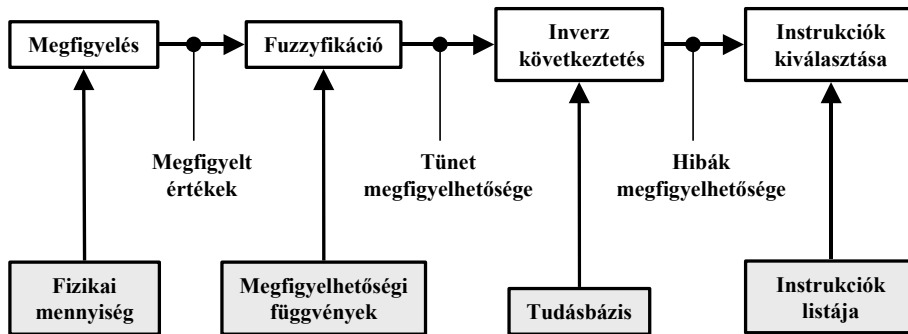 Megfigyelés
Fuzzyfikáció
Inverz
következtetés
Instrukciók
kiválasztása
Megfigyelt
értékek
Tünet
megfigyelhetősége
Hibák
megfigyelhetősége
Fizikai
mennyiség
Megfigyelhetőségi
függvények
Tudásbázis
Instrukciók
listája